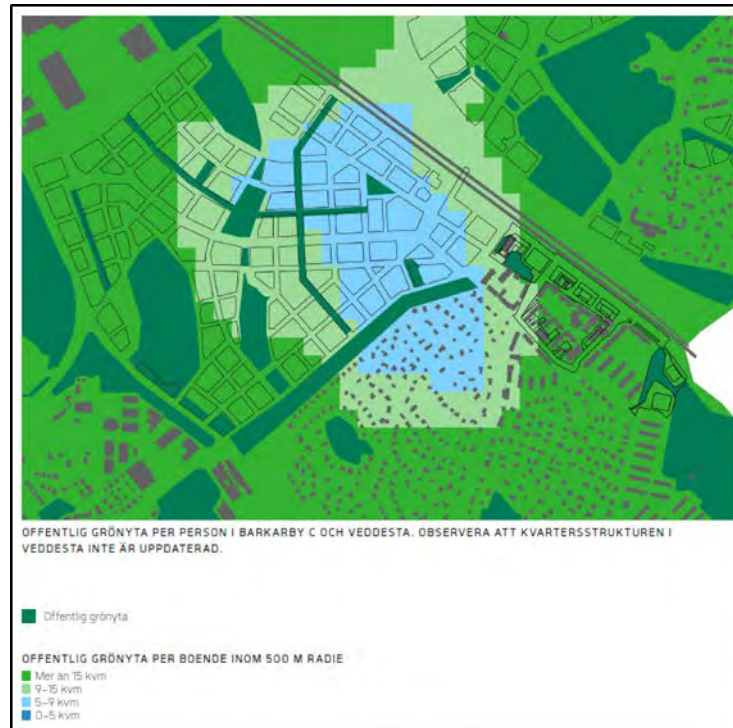 OFFENTLIG GRÖNYTA PER PERSON I BARKARBY C OCH VEDDESTA. OBSERVERA ATT KVARTERSSTRUKTUREN I
VEDDESTA INTE ÄR UPPDATERAD.
Offentlig grönyta
OFFENTLIG GRÖNYTA PER BOENDE INOM 500 M RADIE
Mer än 15 kvm
9-15 kvm
5-9 kvm
0-5 kvm